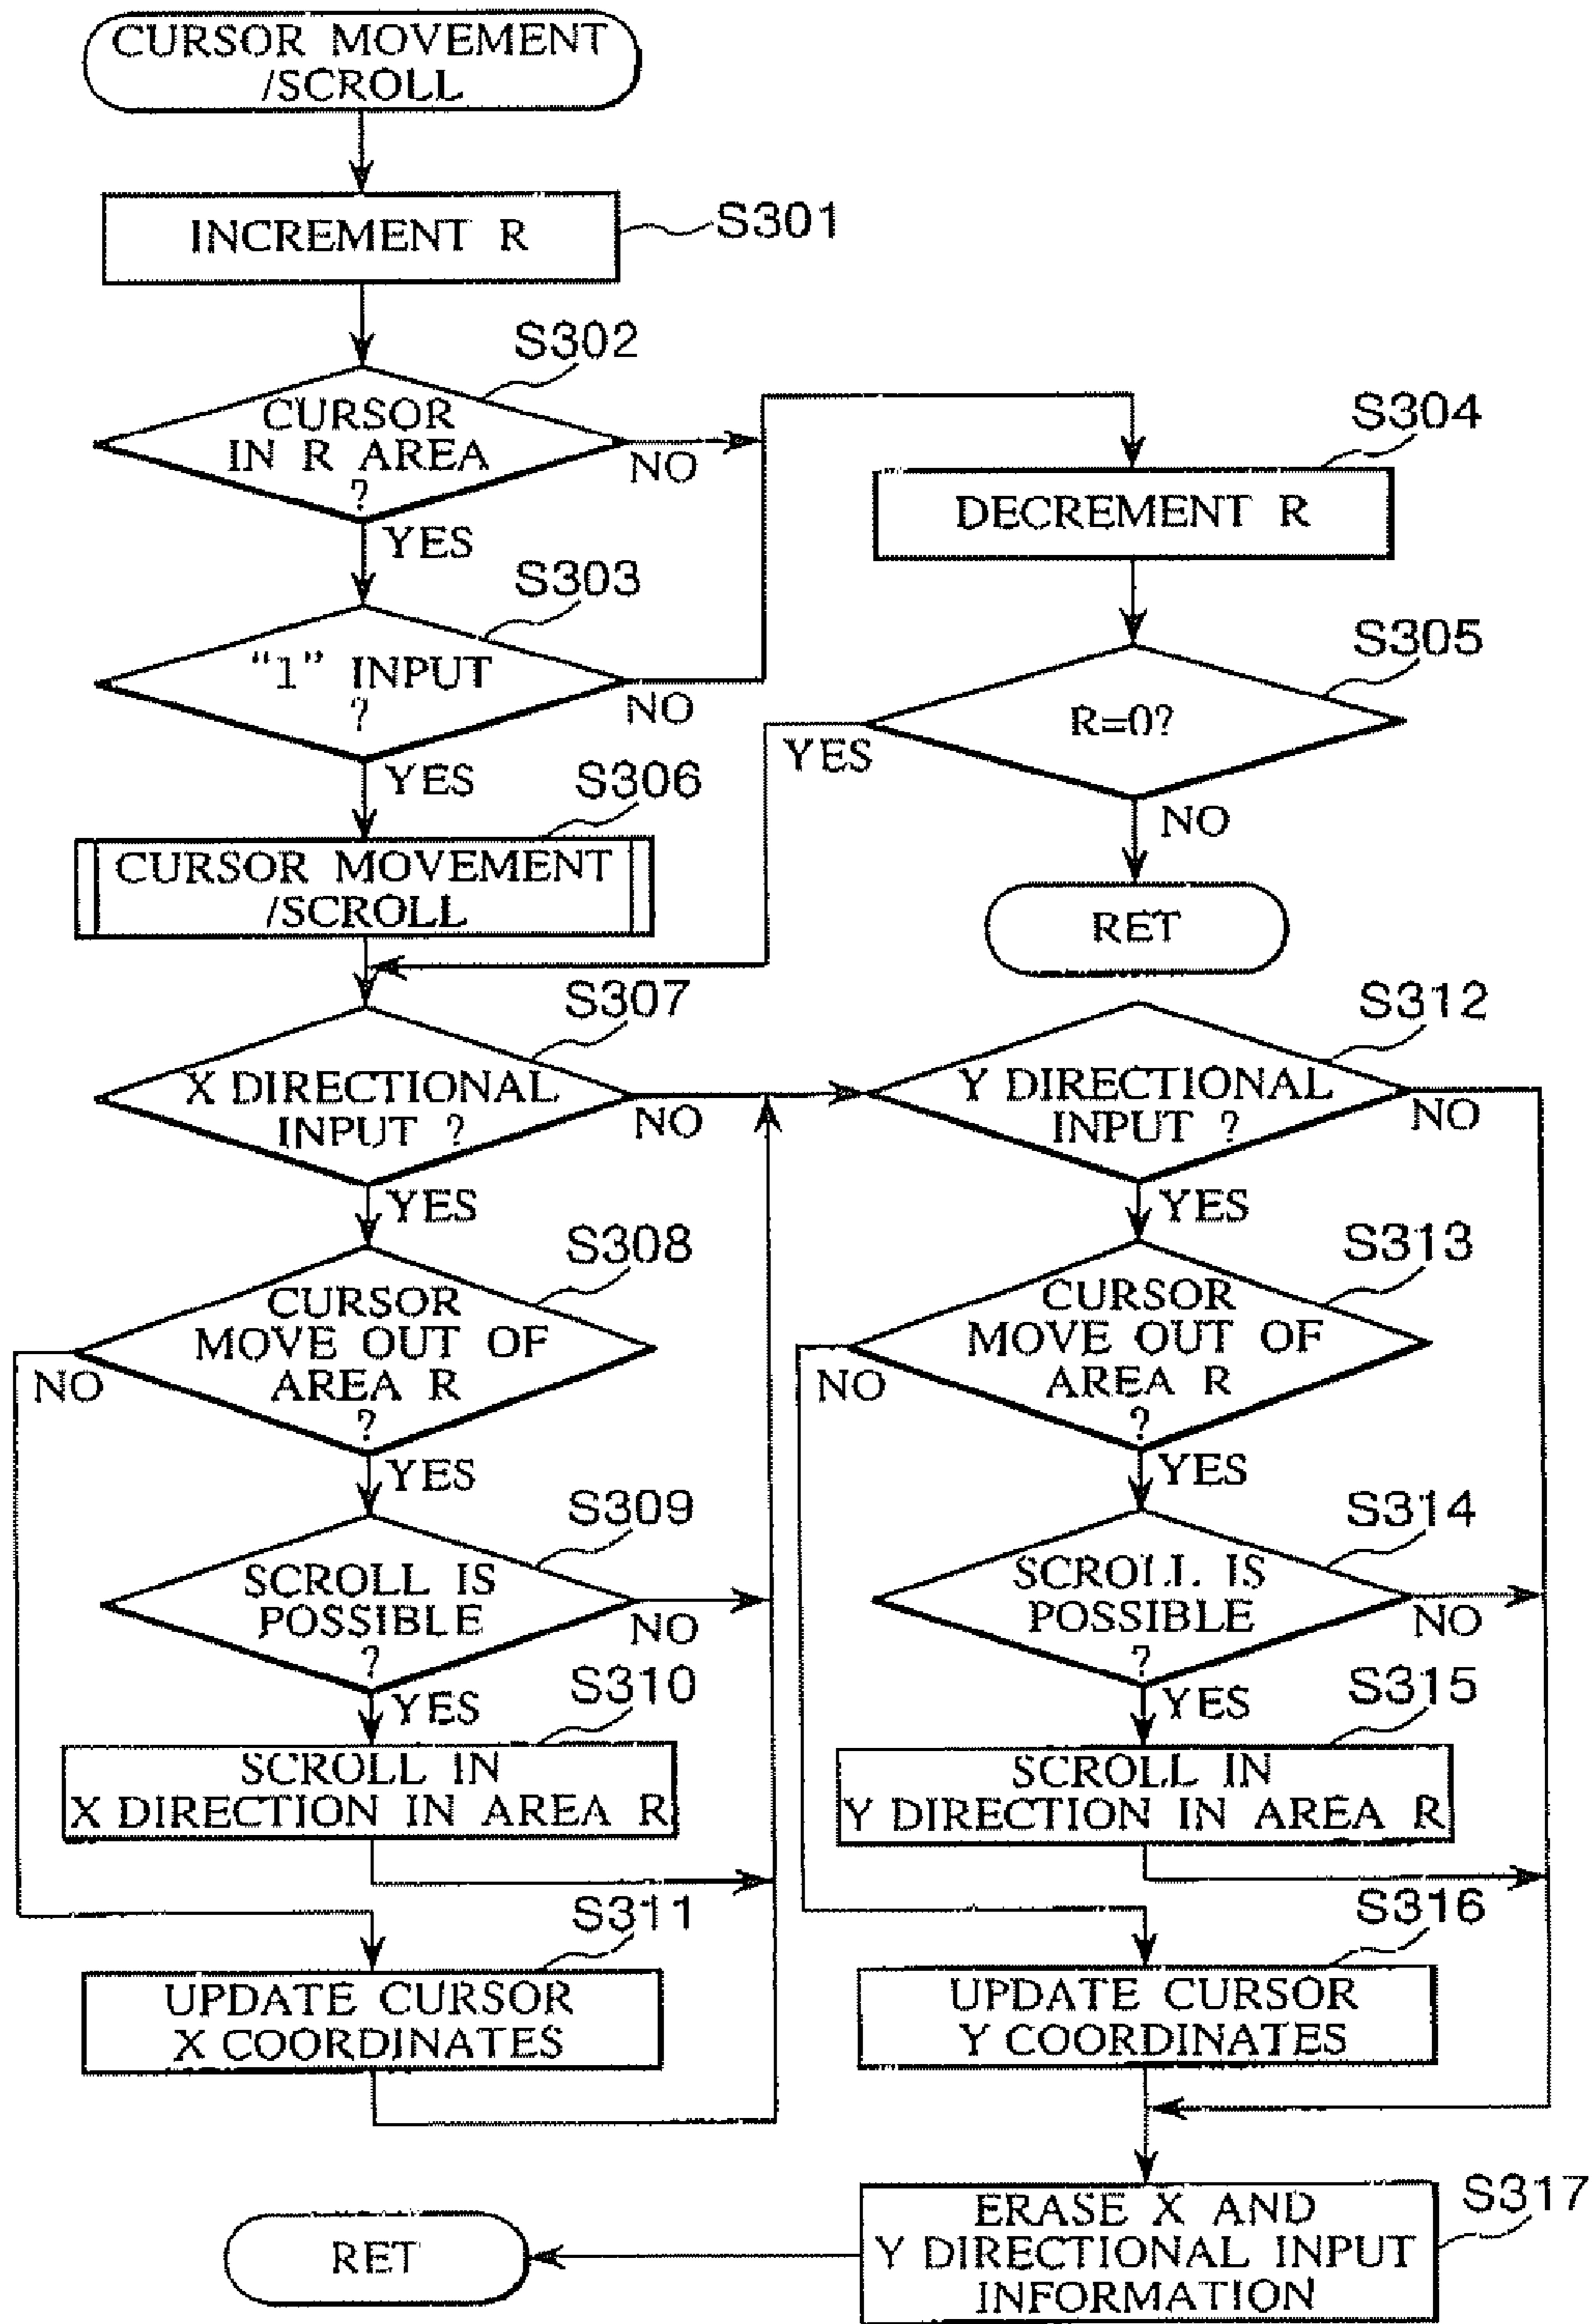 CURSOR MOVEMENT
/SCROLL
INCREMENT R
S301
S302
CURSOR
IN R AREA
?
NO
YES
S303
"1" INPUT
?
NO
YES
S304
DECREMENT R
S305
R=0?
YES
NO
RET
S306
CURSOR MOVEMENT
/SCROLL
S307
X DIRECTIONAL
INPUT ?
NO
YES
S308
CURSOR
MOVE OUT OF
AREA R
?
NO
YES
S309
SCROLL IS
POSSIBLE
?
NO
YES
S310
SCROLL IN
X DIRECTION IN AREA R
S311
UPDATE CURSOR
X COORDINATES
S312
Y DIRECTIONAL
INPUT ?
NO
YES
S313
CURSOR
MOVE OUT OF
AREA R
?
NO
YES
S314
SCROLL IS
POSSIBLE
?
NO
YES
S315
SCROLL IN
Y DIRECTION IN AREA R
S316
UPDATE CURSOR
Y COORDINATES
S317
ERASE X AND
Y DIRECTIONAL INPUT
INFORMATION
RET